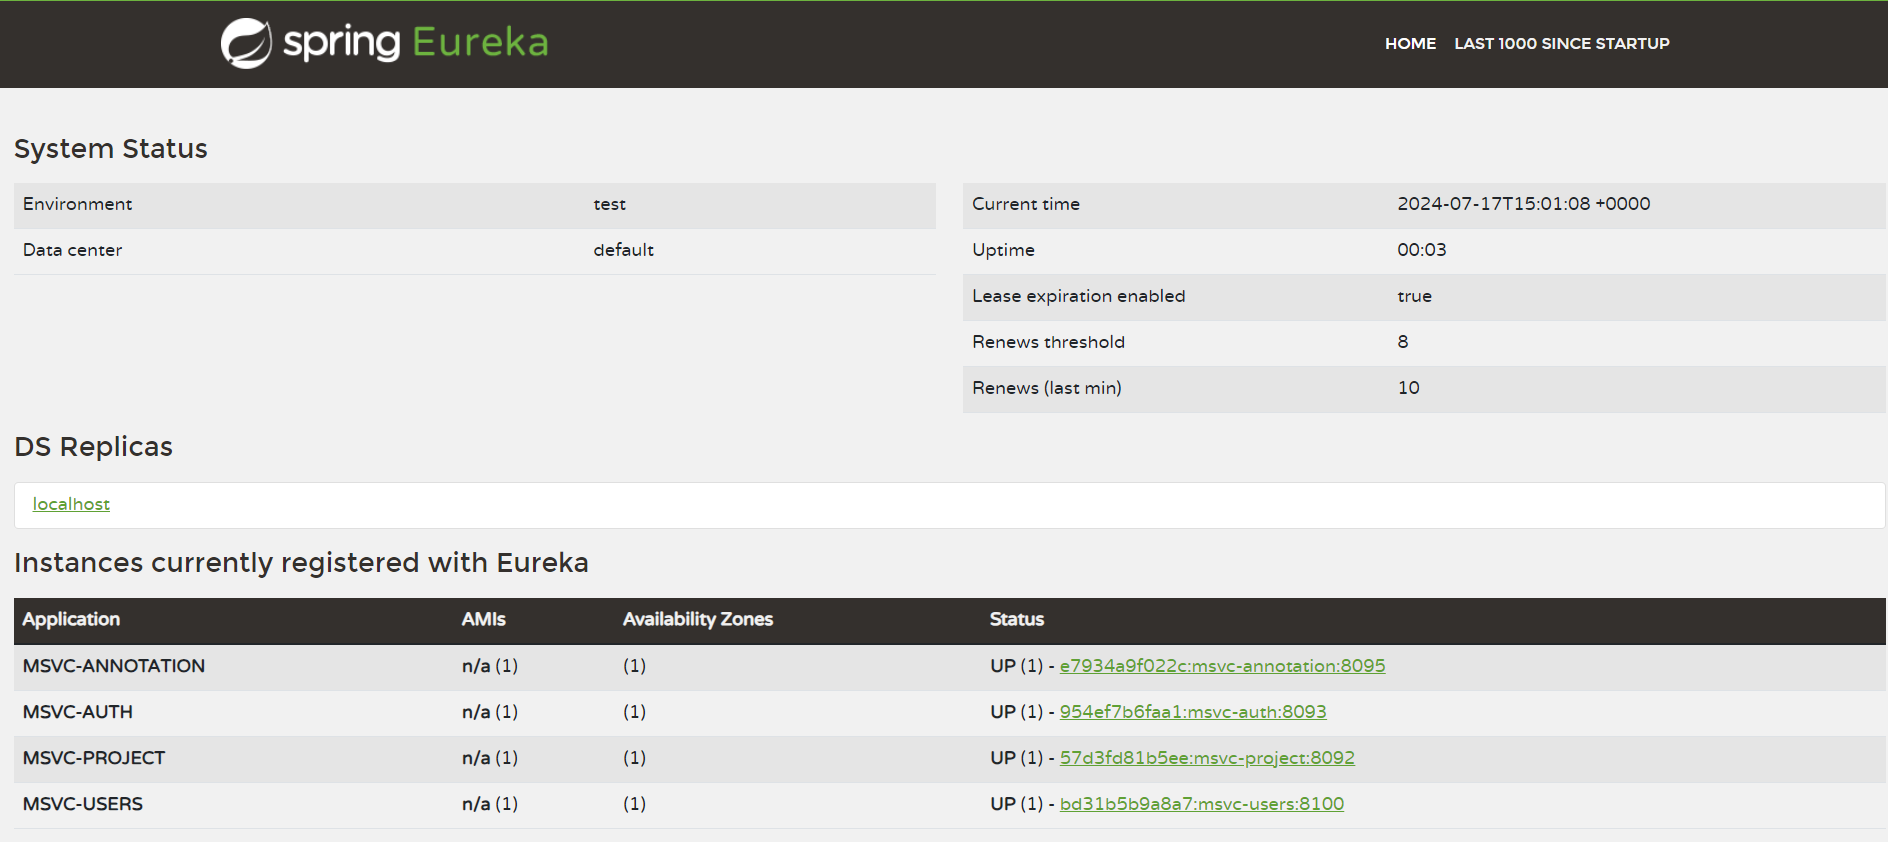 spring Eureka
HOME LAST 1000 SINCE STARTUP
System Status
Environment test
Data center default
Current time 2024-07-17T15:01:08 +0000
Uptime 00:03
Lease expiration enabled true
Renews threshold 8
Renews (last min) 10
DS Replicas
localhost
Instances currently registered with Eureka
Application AMIs Availability Zones Status
MSVC-ANNOTATION n/a (1) (1) UP (1) - e7934a9f022c:msvc-annotation:8095
MSVC-AUTH n/a (1) (1) UP (1) - 954ef7b6faa1:msvc-auth:8093
MSVC-PROJECT n/a (1) (1) UP (1) - 57d3fd81b5ee:msvc-project:8092
MSVC-USERS n/a (1) (1) UP (1) - bd31b5b9a8a7:msvc-users:8100